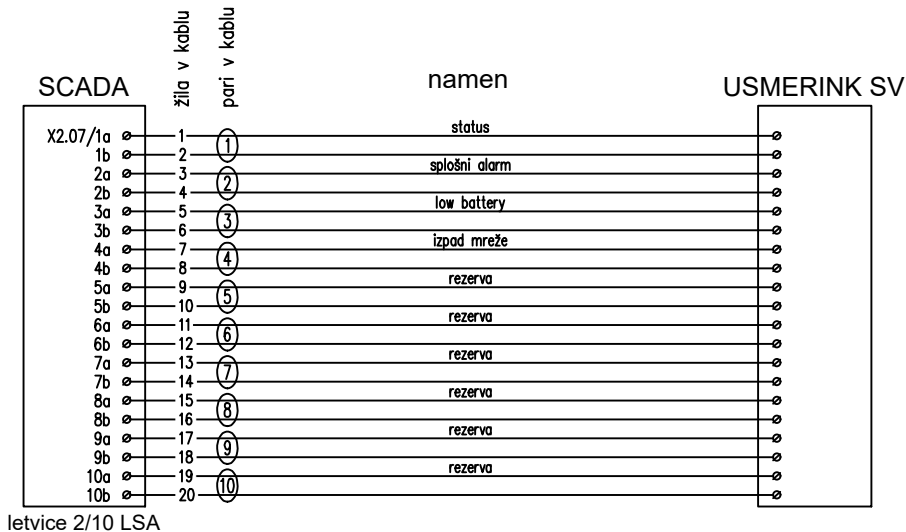 žila v kablu
pari v kablu
SCADA
namen
USMERINK SV
X2.07/1a 1 status
1
1b 2
2a 3 splošni alarm
2
2b 4
3a 5 low battery
3
3b 6
4a 7 izpad mreže
4
4b 8
5a 9 rezerva
5
5b 10
6a 11 rezerva
6
6b 12
7a 13 rezerva
7
7b 14
8a 15 rezerva
8
8b 16
9a 17 rezerva
9
9b 18
10a 19 rezerva
10
10b 20
letvice 2/10 LSA